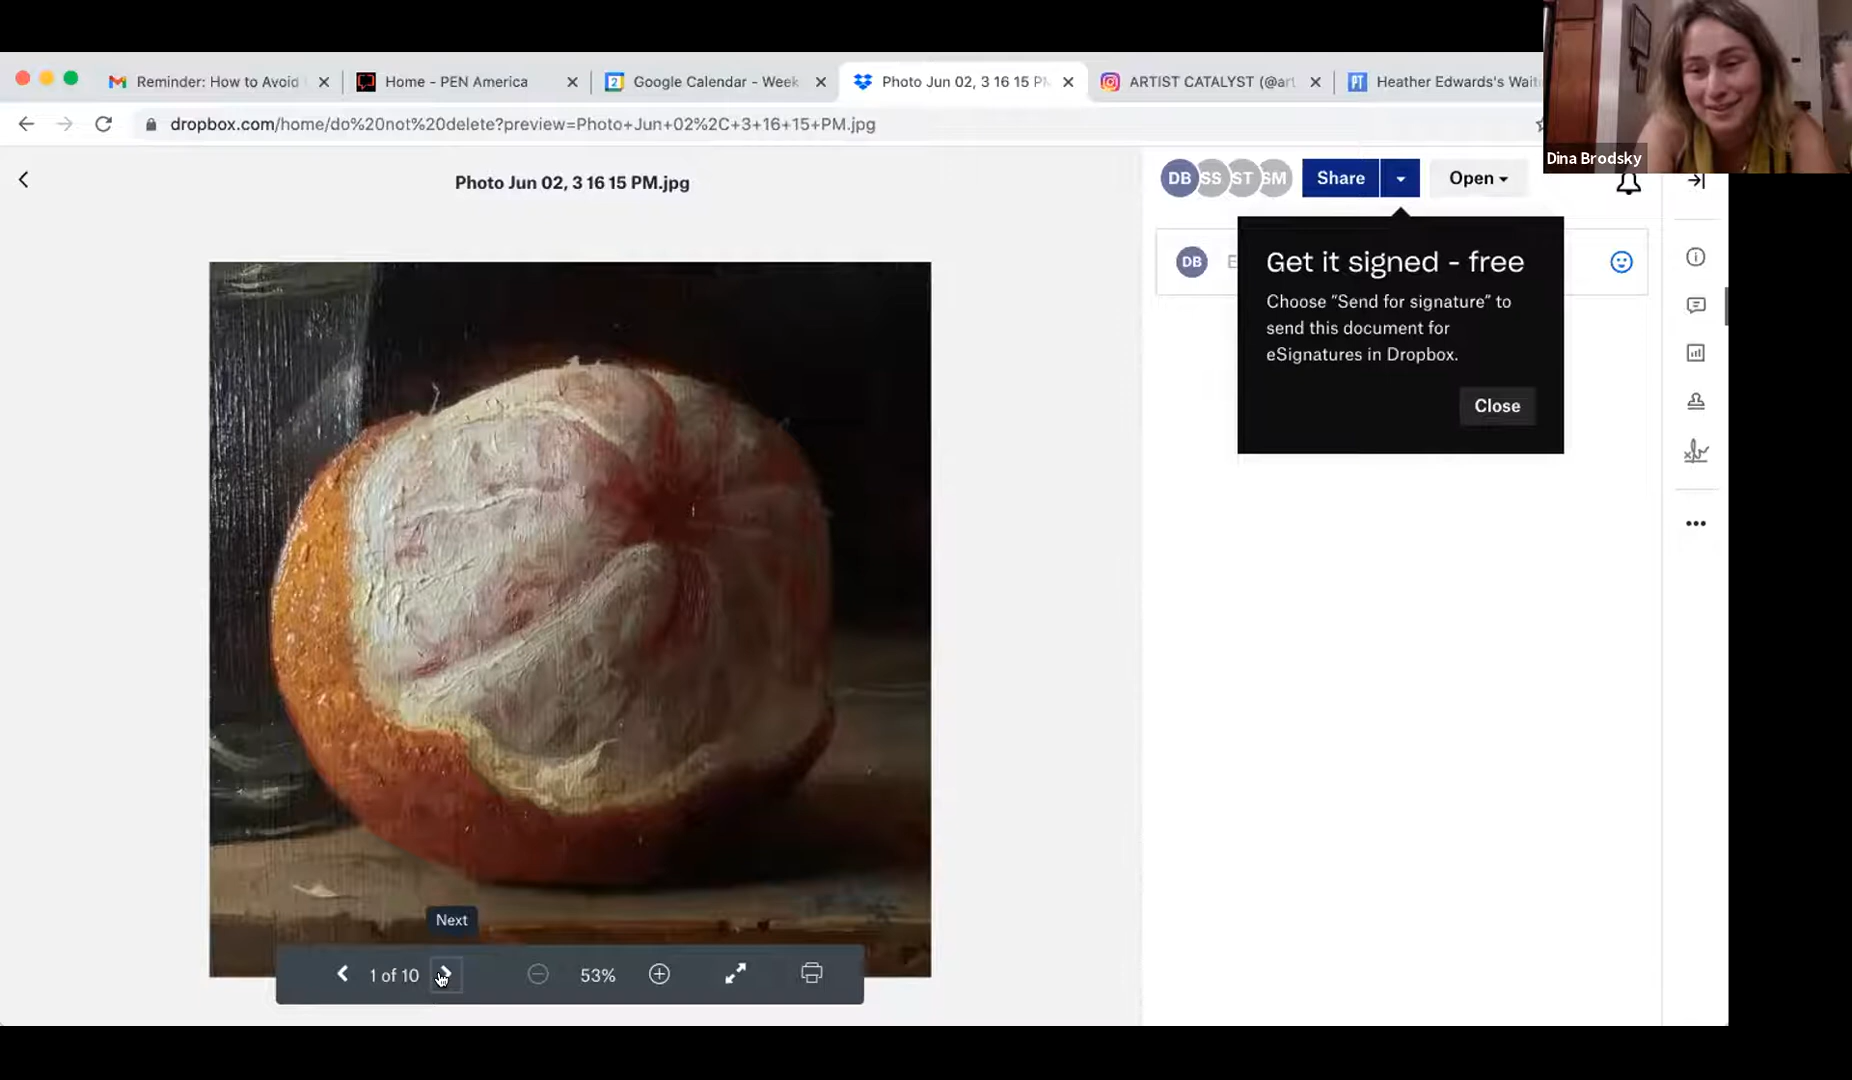 Reminder: How to Avoid
Home - PEN America
Google Calendar - Week
Photo Jun 02, 3 16 15 PM
ARTIST CATALYST (@art
Heather Edwards's Wait
dropbox.com/home/do%20not%20delete?preview=Photo+Jun+02%2C+3+16+15+PM.jpg
Dina Brodsky
Photo Jun 02, 3 16 15 PM.jpg
DB SS ST SM
Share
Open
DB
Get it signed - free
Choose “Send for signature” to
send this document for
eSignatures in Dropbox.
Close
Next
1 of 10
53%